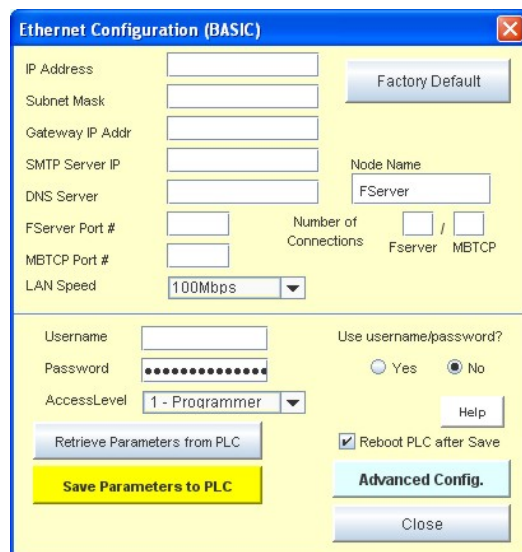 Ethernet Configuration (BASIC)
IP Address
Factory Default
Subnet Mask
Gateway IP Addr
SMTP Server IP
Node Name
DNS Server
FServer
FServer Port #
Number of
Connections
/
Fserver
MBTCP
MBTCP Port #
LAN Speed
100Mbps
Username
Use username/password?
Password
••••••••••••••
Yes
No
AccessLevel
1 - Programmer
Help
Retrieve Parameters from PLC
Reboot PLC after Save
Save Parameters to PLC
Advanced Config.
Close